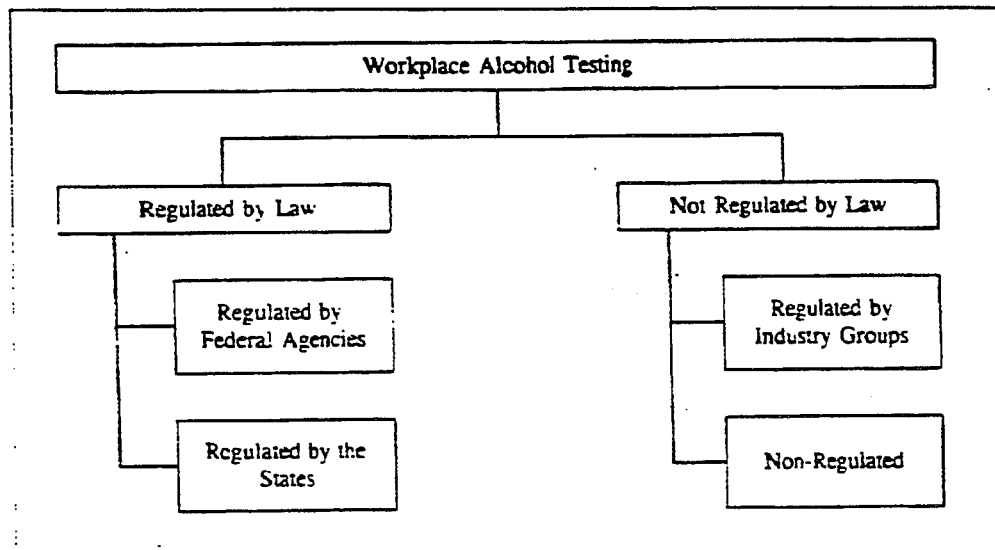 Workplace Alcohol Testing
Regulated by Law
Not Regulated by Law
Regulated by
Federal Agencies
Regulated by
Industry Groups
Regulated by the
States
Non-Regulated